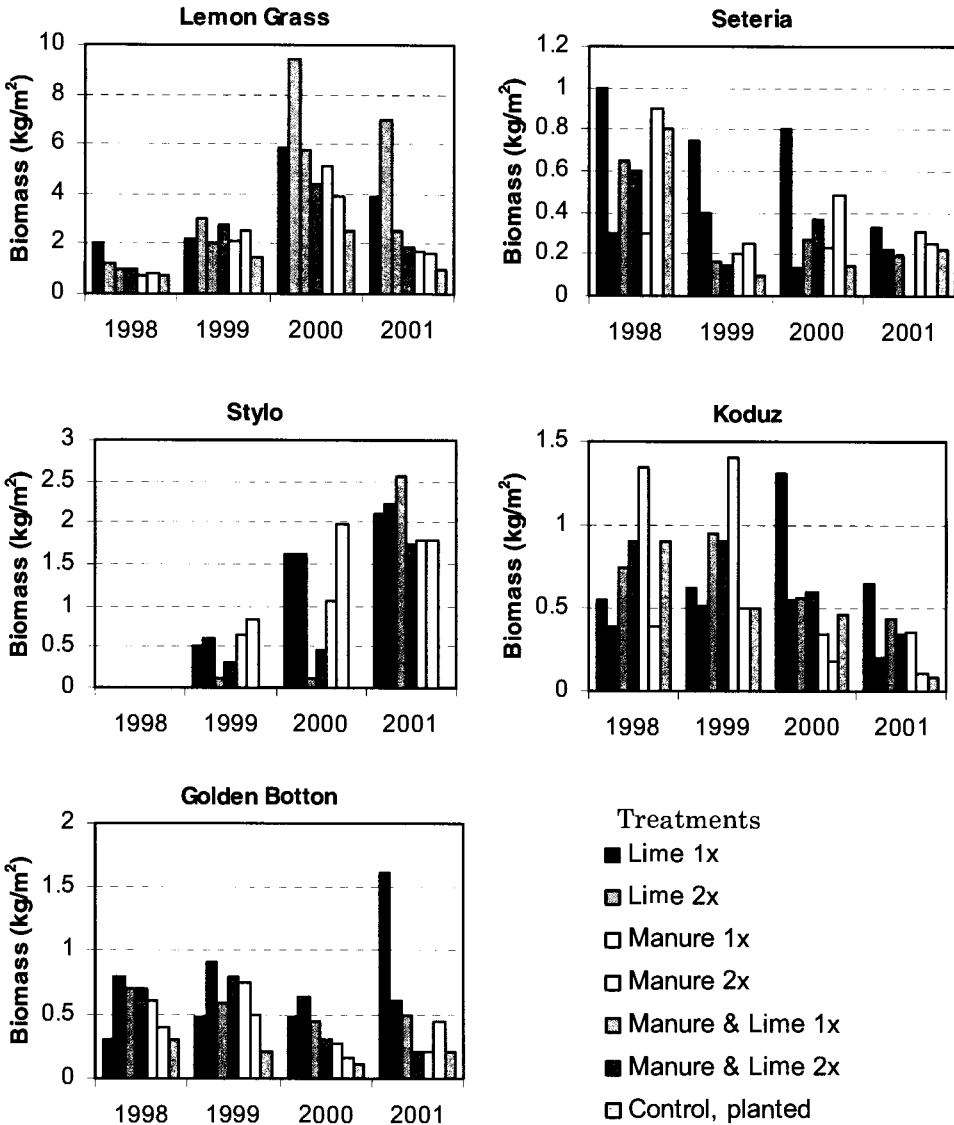 Lemon Grass
Biomass (kg/m²)
10
8
6
4
2
0
1998 1999 2000 2001
Seteria
Biomass (kg/m²)
1.2
1
0.8
0.6
0.4
0.2
0
1998 1999 2000 2001
Stylo
Biomass (kg/m²)
3
2.5
2
1.5
1
0.5
0
1998 1999 2000 2001
Koduz
Biomass (kg/m²)
1.5
1
0.5
0
1998 1999 2000 2001
Golden Botton
Biomass (kg/m²)
2
1.5
1
0.5
0
1998 1999 2000 2001
Treatments
Lime 1x
Lime 2x
Manure 1x
Manure 2x
Manure & Lime 1x
Manure & Lime 2x
Control, planted